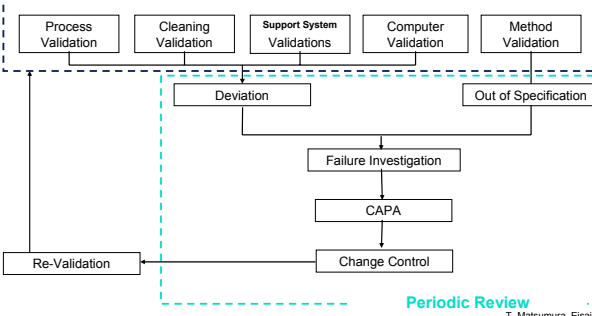 Process
Validation
Cleaning
Validation
Support System
Validations
Computer
Validation
Method
Validation
Deviation
Out of Specification
Failure Investigation
CAPA
Re-Validation
Change Control
Periodic Review
T. Matsumura, Eisai